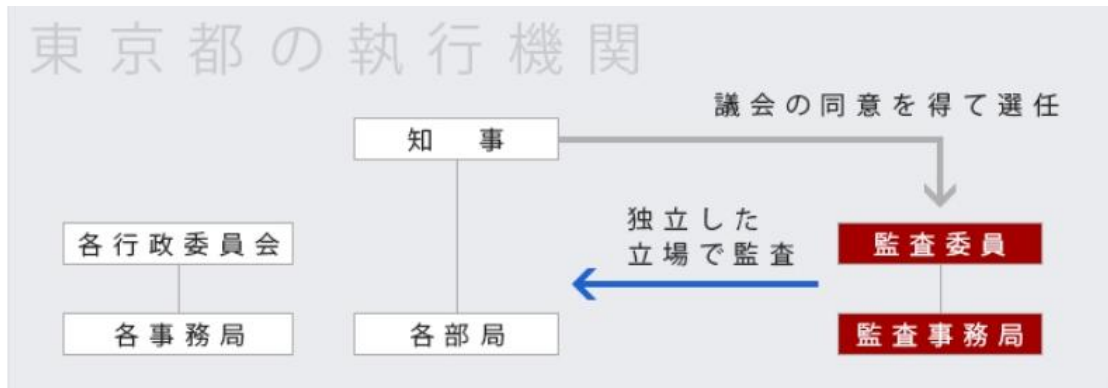 東京都の執行機関
議会の同意を得て選任
知事
独立した
立場で監査
各行政委員会
監査委員
各事務局
各部局
監査事務局